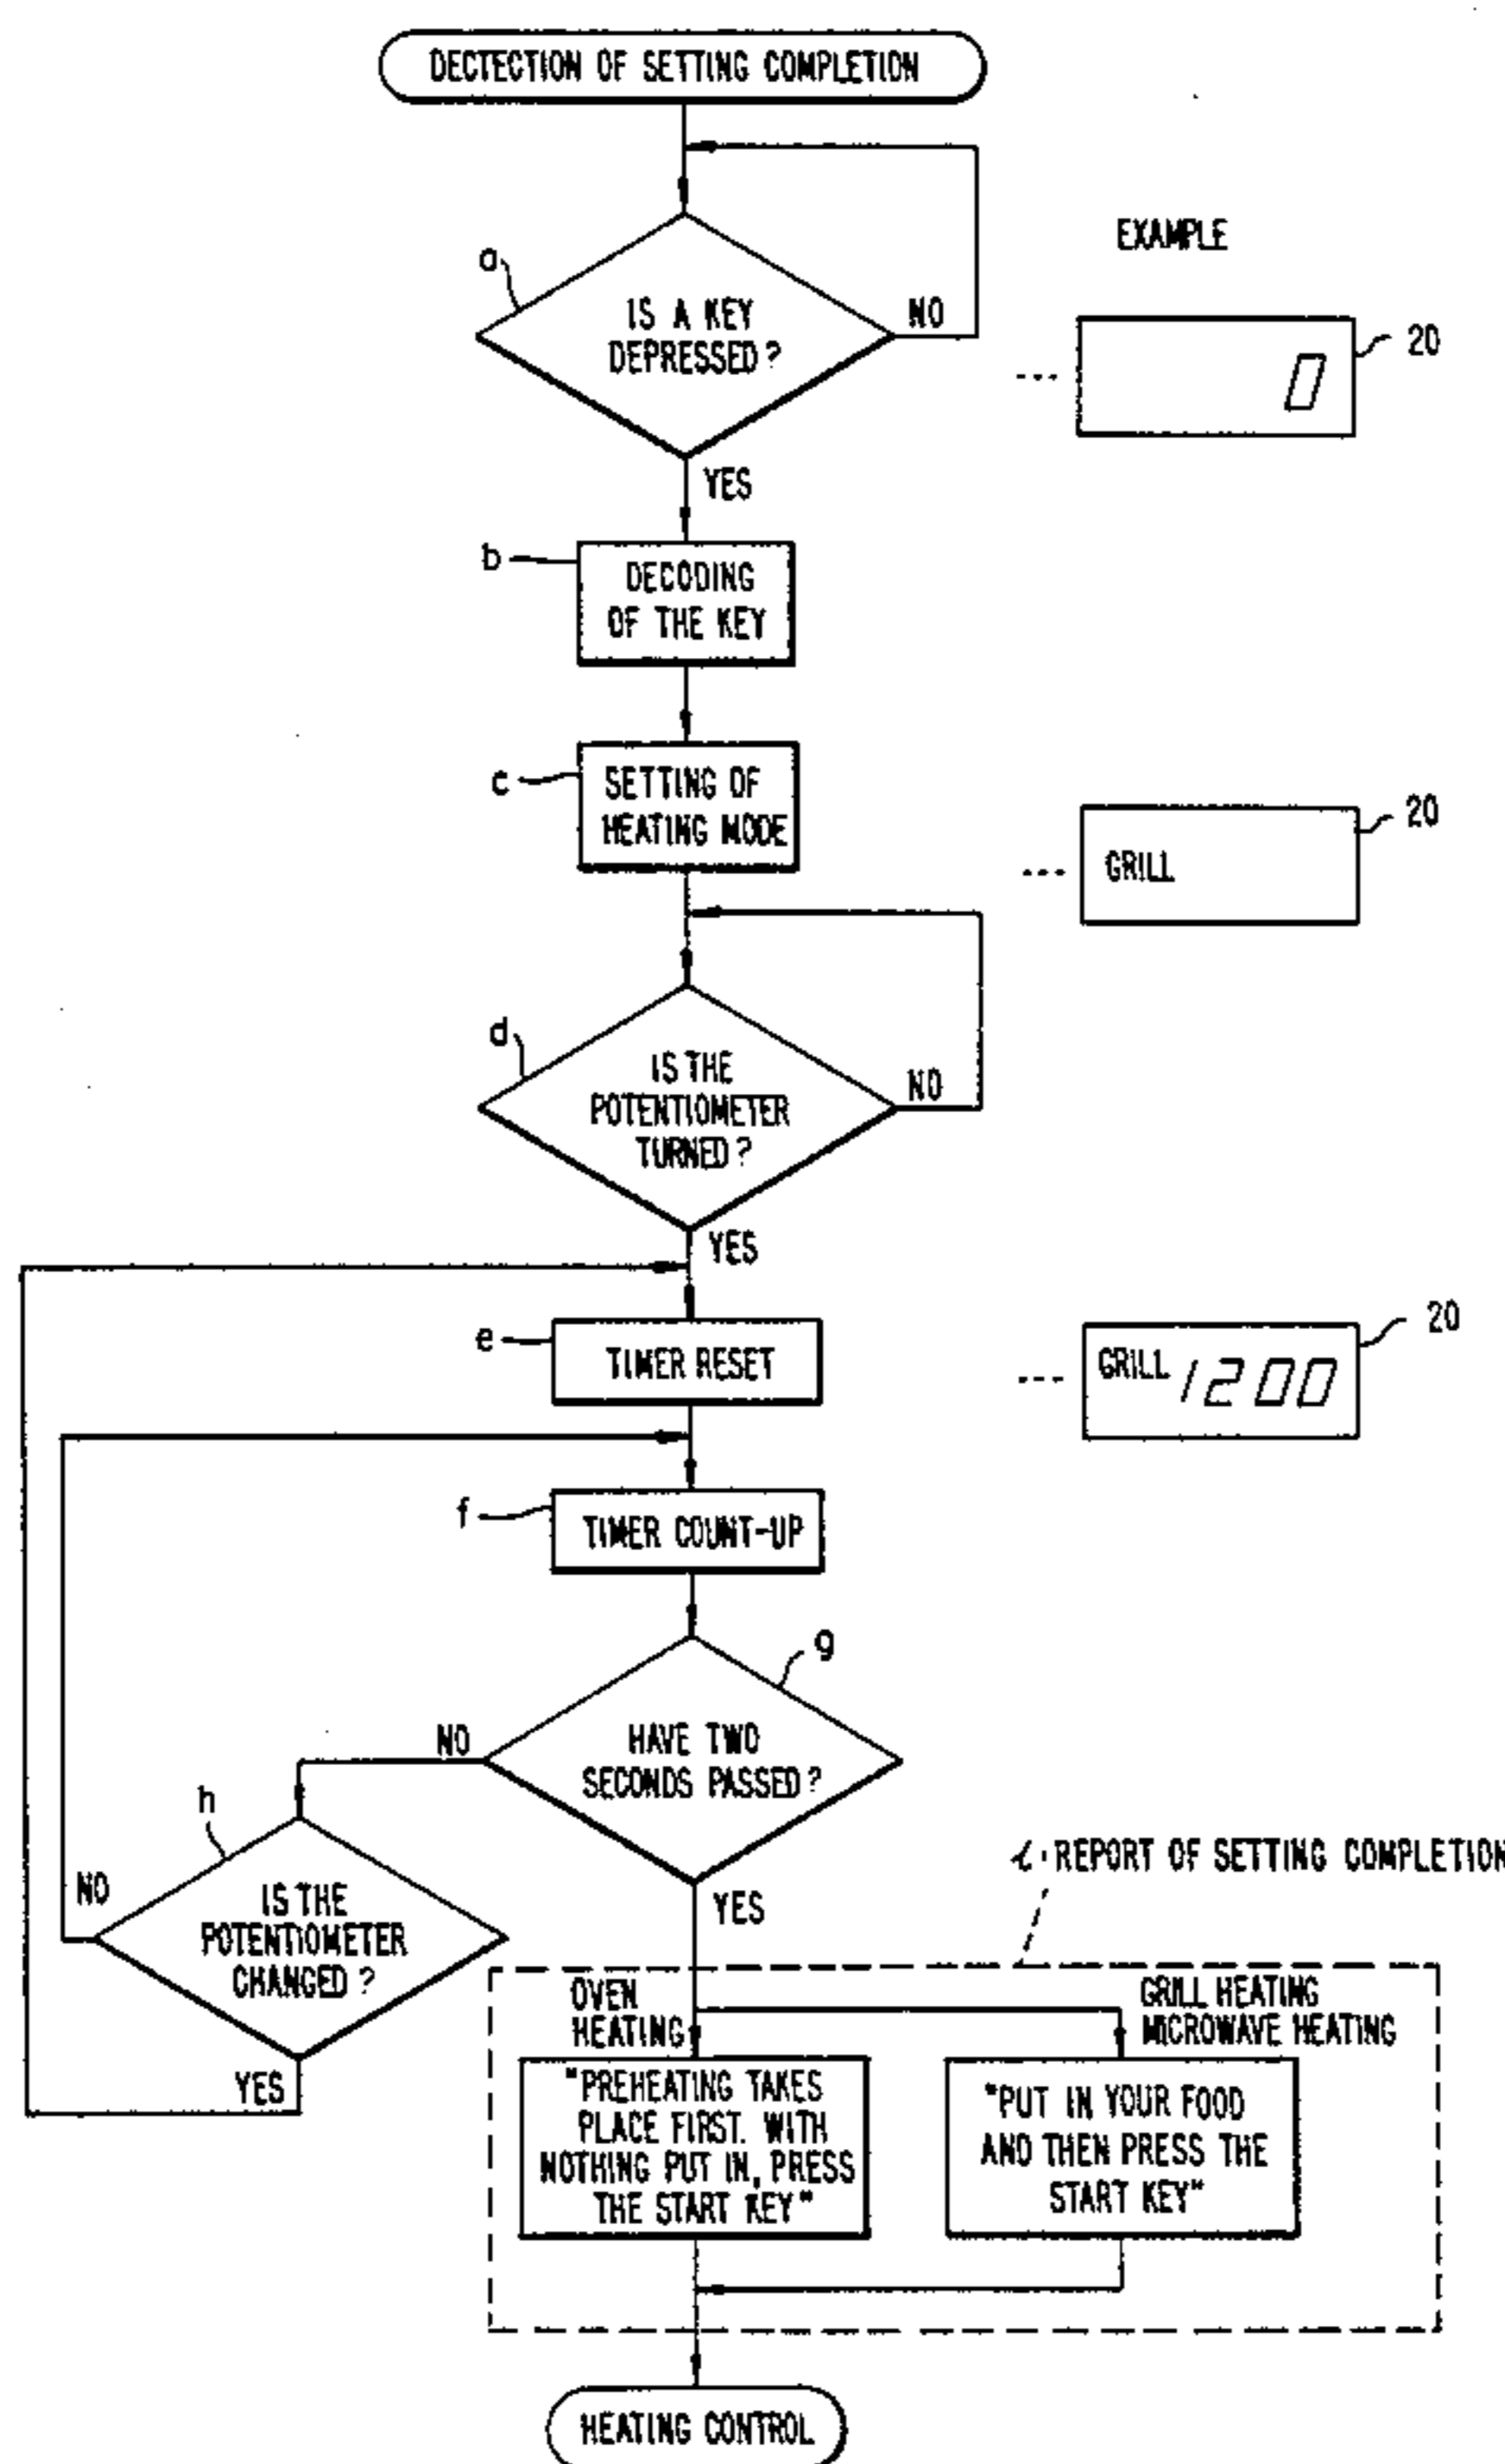 DECTECTION OF SETTING COMPLETION
EXAMPLE
a
IS A KEY
DEPRESSED?
NO
20
0
YES
b
DECODING
OF THE KEY
c
SETTING OF
HEATING MODE
20
GRILL
d
IS THE
POTENTIOMETER
TURNED?
NO
YES
e
TIMER RESET
20
GRILL 1200
f
TIMER COUNT-UP
g
HAVE TWO
SECONDS PASSED?
NO
h
IS THE
POTENTIOMETER
CHANGED?
NO
YES
YES
i REPORT OF SETTING COMPLETION
OVEN
HEATING
GRILL HEATING
MICROWAVE HEATING
"PREHEATING TAKES
PLACE FIRST. WITH
NOTHING PUT IN, PRESS
THE START KEY"
"PUT IN YOUR FOOD
AND THEN PRESS THE
START KEY"
HEATING CONTROL